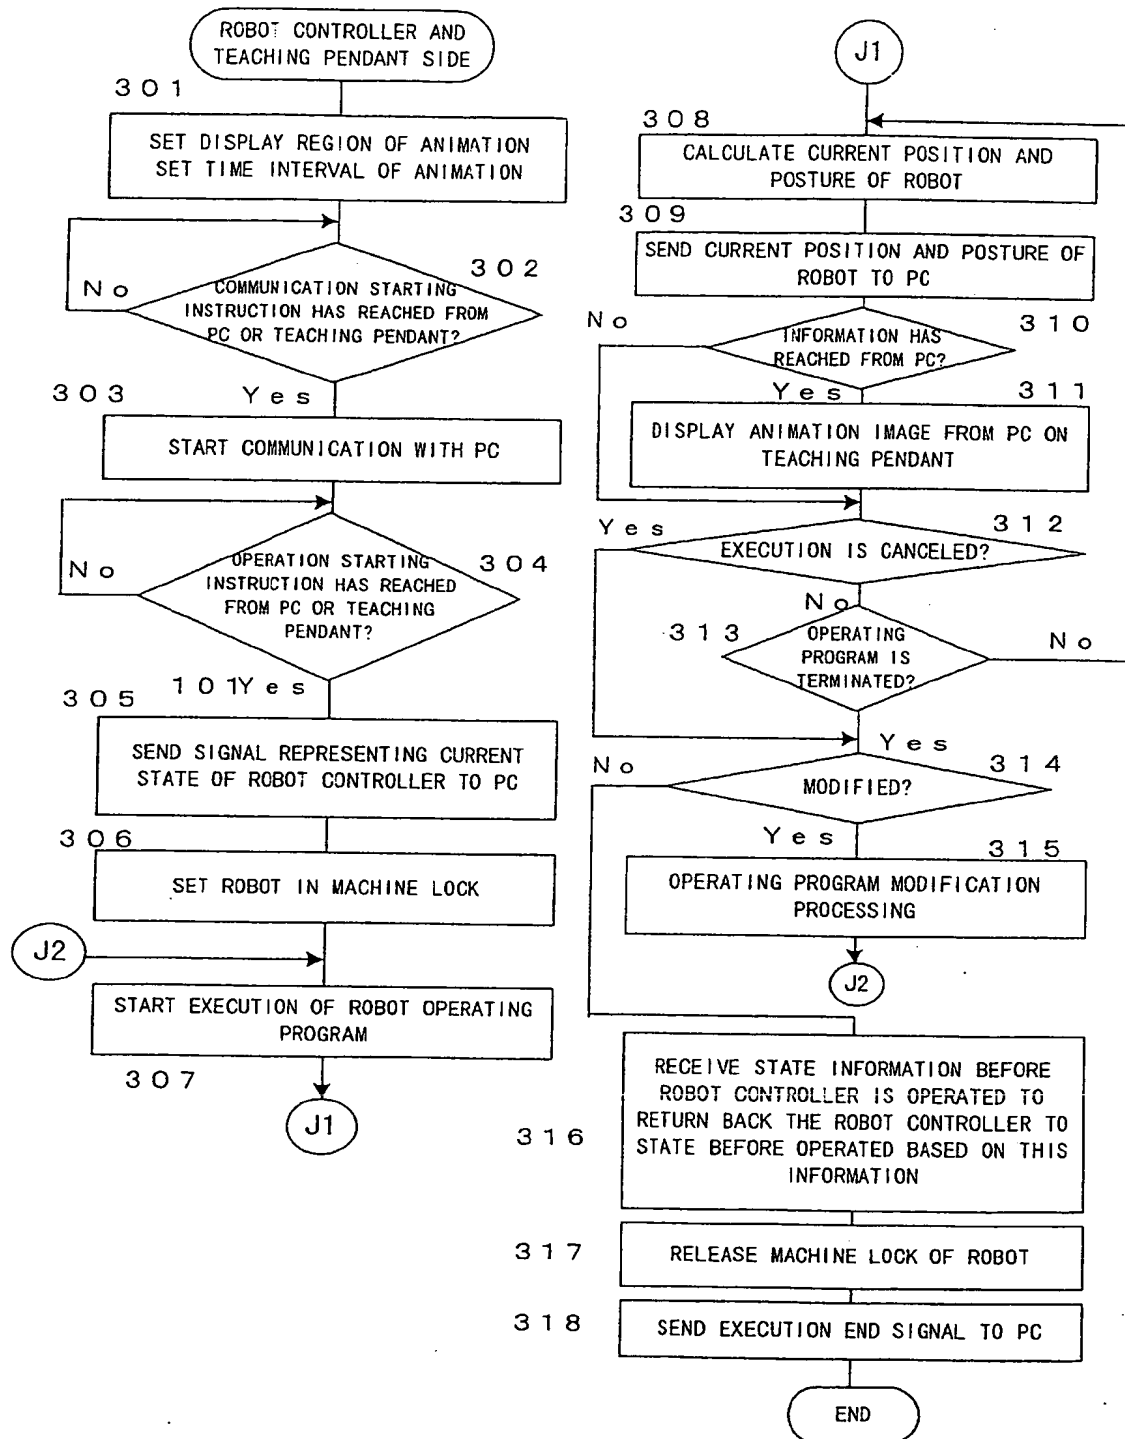 ROBOT CONTROLLER AND
TEACHING PENDANT SIDE
301
SET DISPLAY REGION OF ANIMATION
SET TIME INTERVAL OF ANIMATION
302
No
COMMUNICATION STARTING
INSTRUCTION HAS REACHED FROM
PC OR TEACHING PENDANT?
303
Yes
START COMMUNICATION WITH PC
304
No
OPERATION STARTING
INSTRUCTION HAS REACHED
FROM PC OR TEACHING
PENDANT?
101Yes
305
SEND SIGNAL REPRESENTING CURRENT
STATE OF ROBOT CONTROLLER TO PC
306
SET ROBOT IN MACHINE LOCK
J2
START EXECUTION OF ROBOT OPERATING
PROGRAM
307
J1
J1
308
CALCULATE CURRENT POSITION AND
POSTURE OF ROBOT
309
SEND CURRENT POSITION AND POSTURE OF
ROBOT TO PC
No
310
INFORMATION HAS
REACHED FROM PC?
Yes
311
DISPLAY ANIMATION IMAGE FROM PC ON
TEACHING PENDANT
Yes
312
EXECUTION IS CANCELED?
No
313
OPERATING
PROGRAM IS
TERMINATED?
No
Yes
No
314
MODIFIED?
Yes
315
OPERATING PROGRAM MODIFICATION
PROCESSING
J2
RECEIVE STATE INFORMATION BEFORE
ROBOT CONTROLLER IS OPERATED TO
RETURN BACK THE ROBOT CONTROLLER TO
STATE BEFORE OPERATED BASED ON THIS
INFORMATION
316
317
RELEASE MACHINE LOCK OF ROBOT
318
SEND EXECUTION END SIGNAL TO PC
END